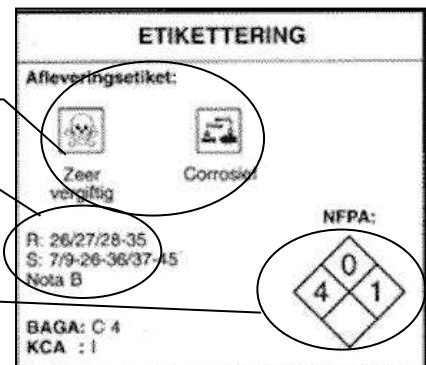 ETIKETTERING
Afleveringsetiket:
Zeer
vergiftig
Corrosief
NFPA:
R: 26/27/28-35
S: 7/9-26-36/37-45
Nota B
0
4 1
BAGA: C 4
KCA : I